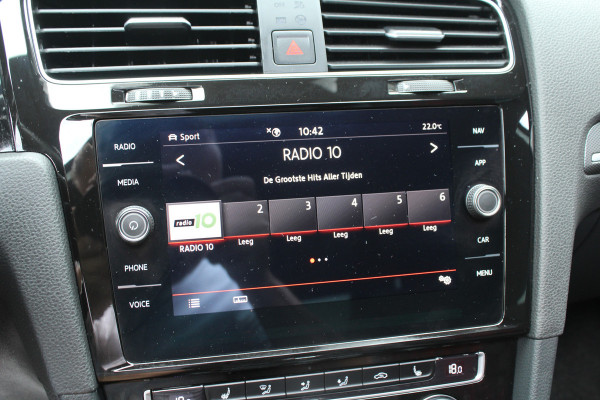 Sport 10:42 22.0°C
RADIO
MEDIA
PHONE
VOICE
< RADIO 10 >
De Grootste Hits Aller Tijden
radio 10 2 3 4 5 6
RADIO 10 Leeg Leeg Leeg Leeg Leeg
NAV
APP
CAR
MENU
18.0